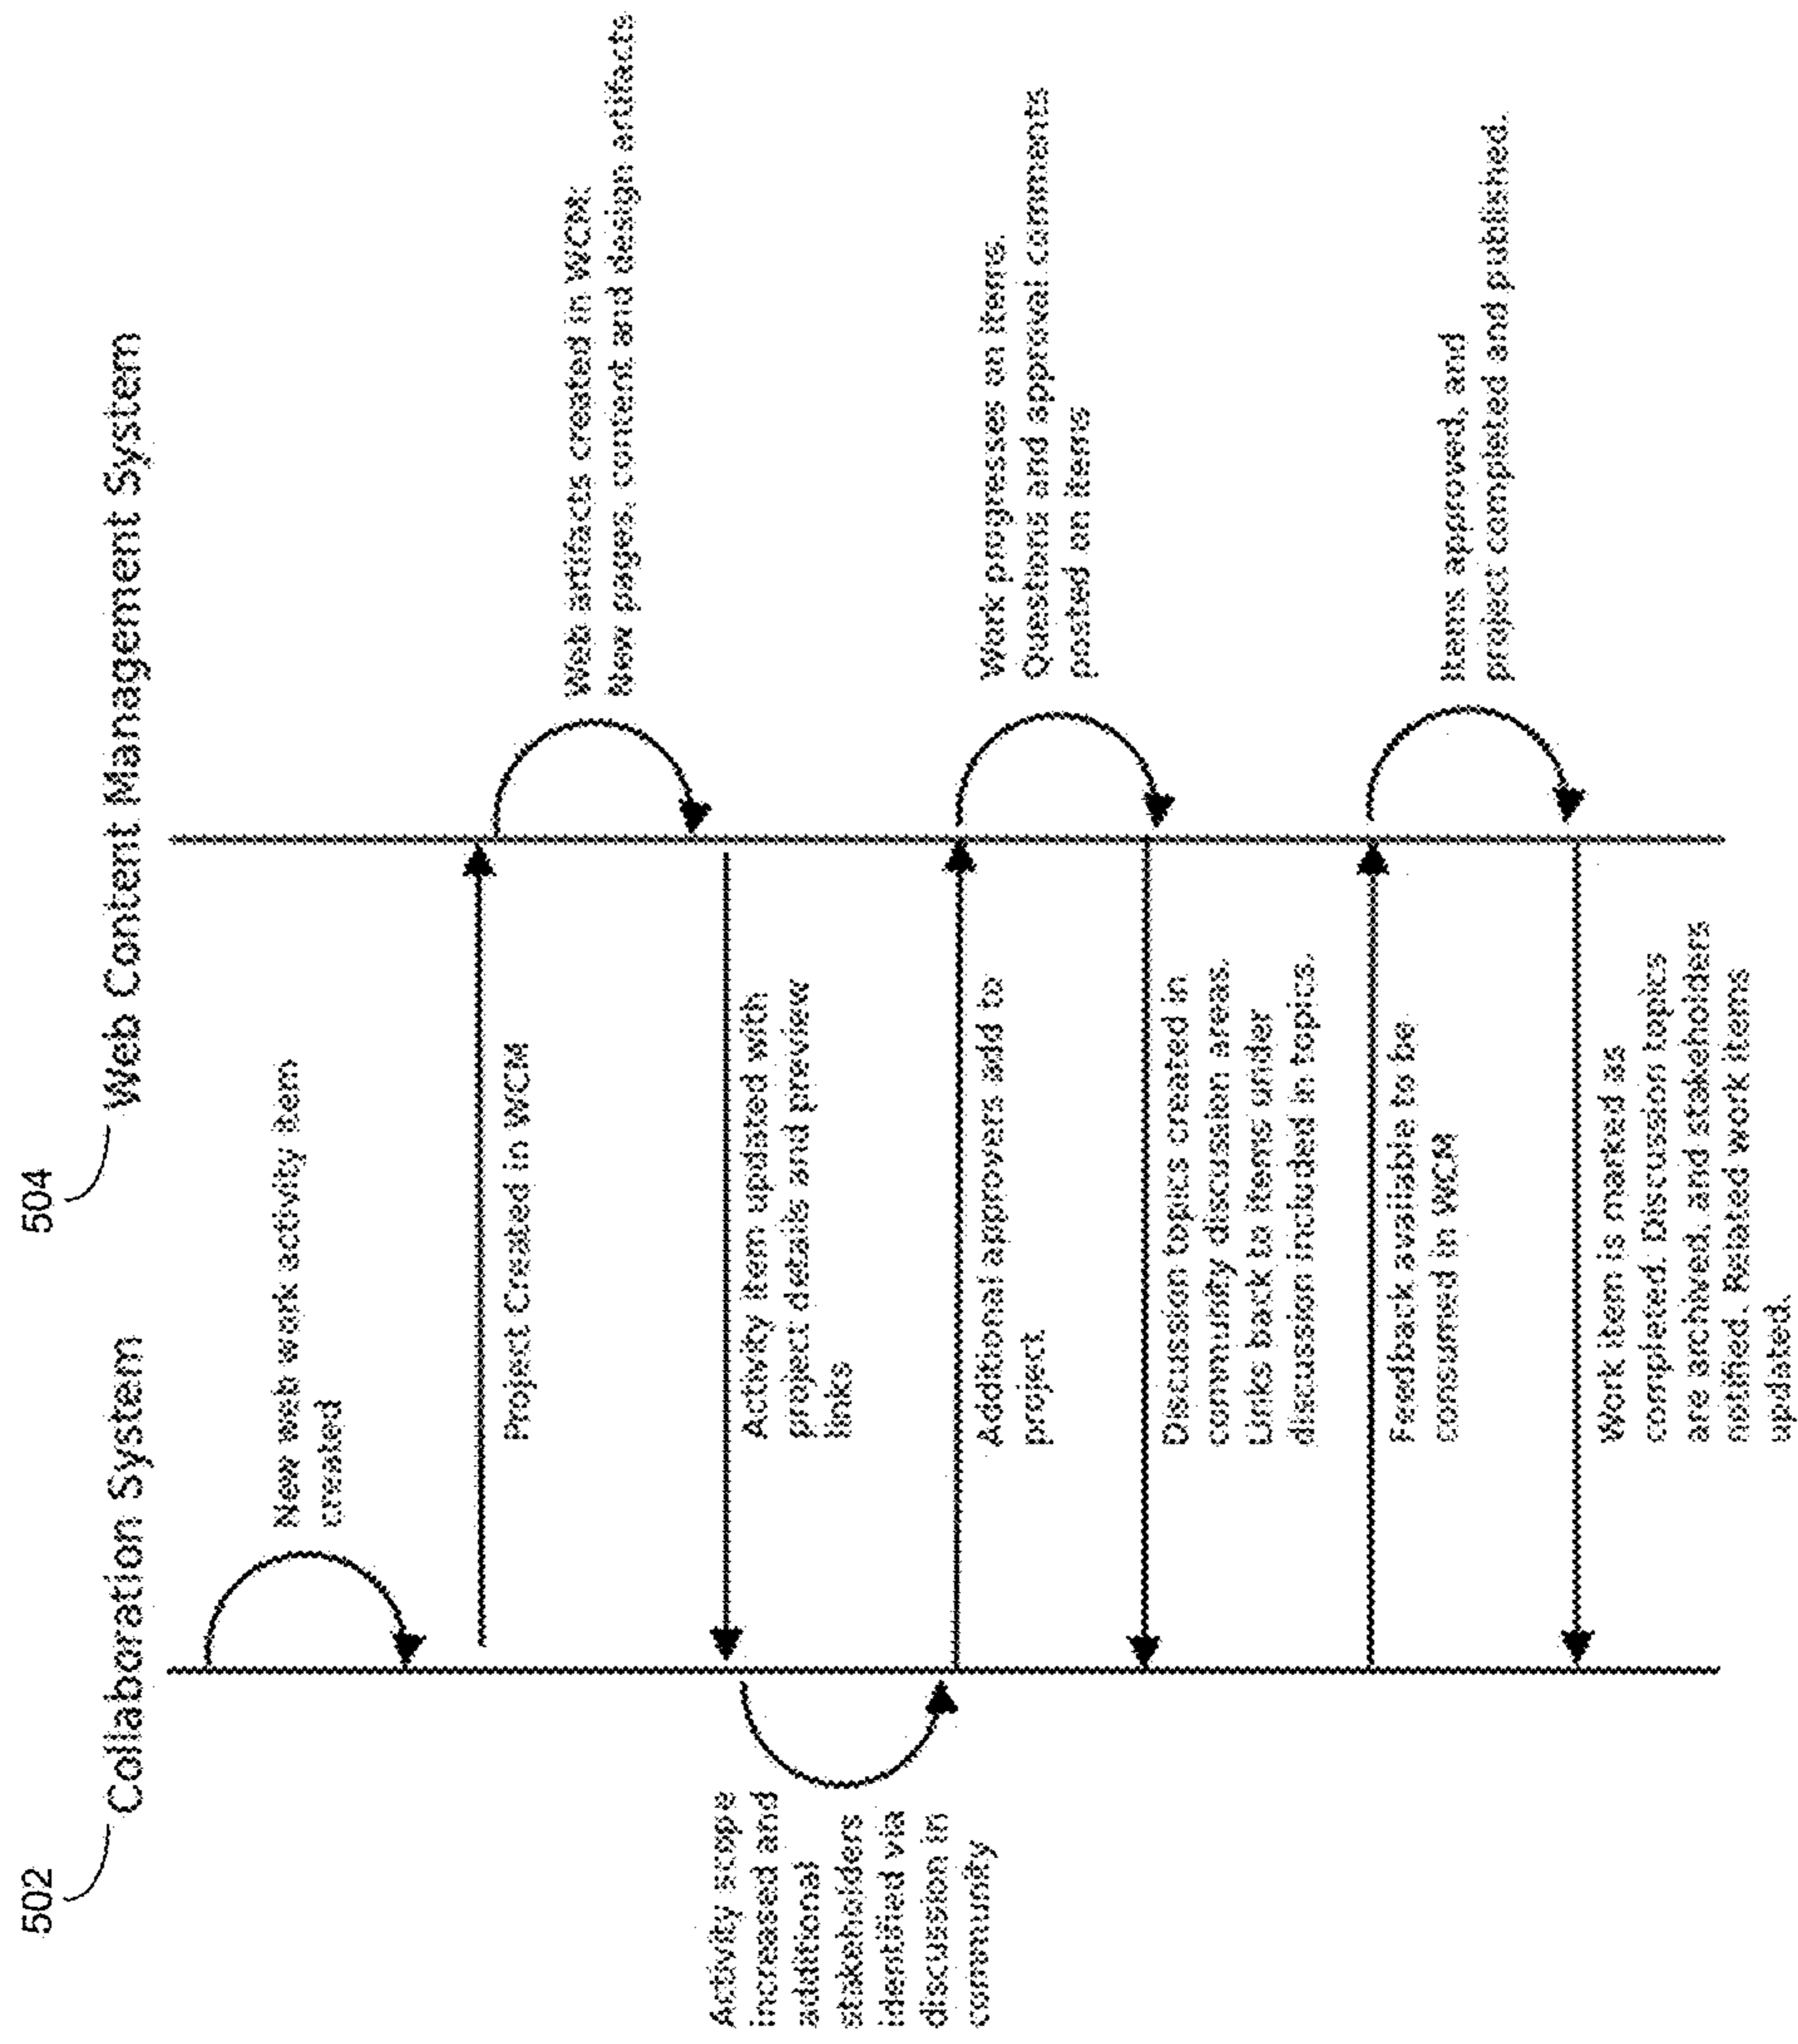 502
Collaboration System
504
Web Content Management System
New web work activity item
created
Project Created in WCM
Web artifacts created in WCM:
New pages, content and design artifacts
Activity item updated with
project details and preview
links
Activity scope
increased and
additional
stakeholders
identified via
discussion in
community
Additional approvers add to
project
Work progresses on items.
Questions and approval comments
posted on items
Discussion topics created in
community discussion areas.
Links back to items under
discussion included in topics.
Feedback available to be
consumed in WCM
Items approved, and
project completed and published.
Work item is marked as
completed. Discussion topics
are archived, and stakeholders
notified. Related work items
updated.